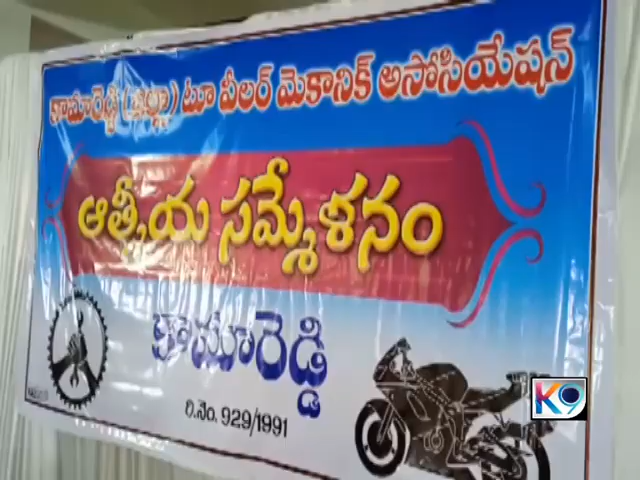 కామారెడ్డి (జిల్లా) టూ వీలర్ మెకానిక్ అసోసియేషన్
ఆత్మీయ సమ్మేళనం
కామారెడ్డి
రి.నెం. 929/1991
K9